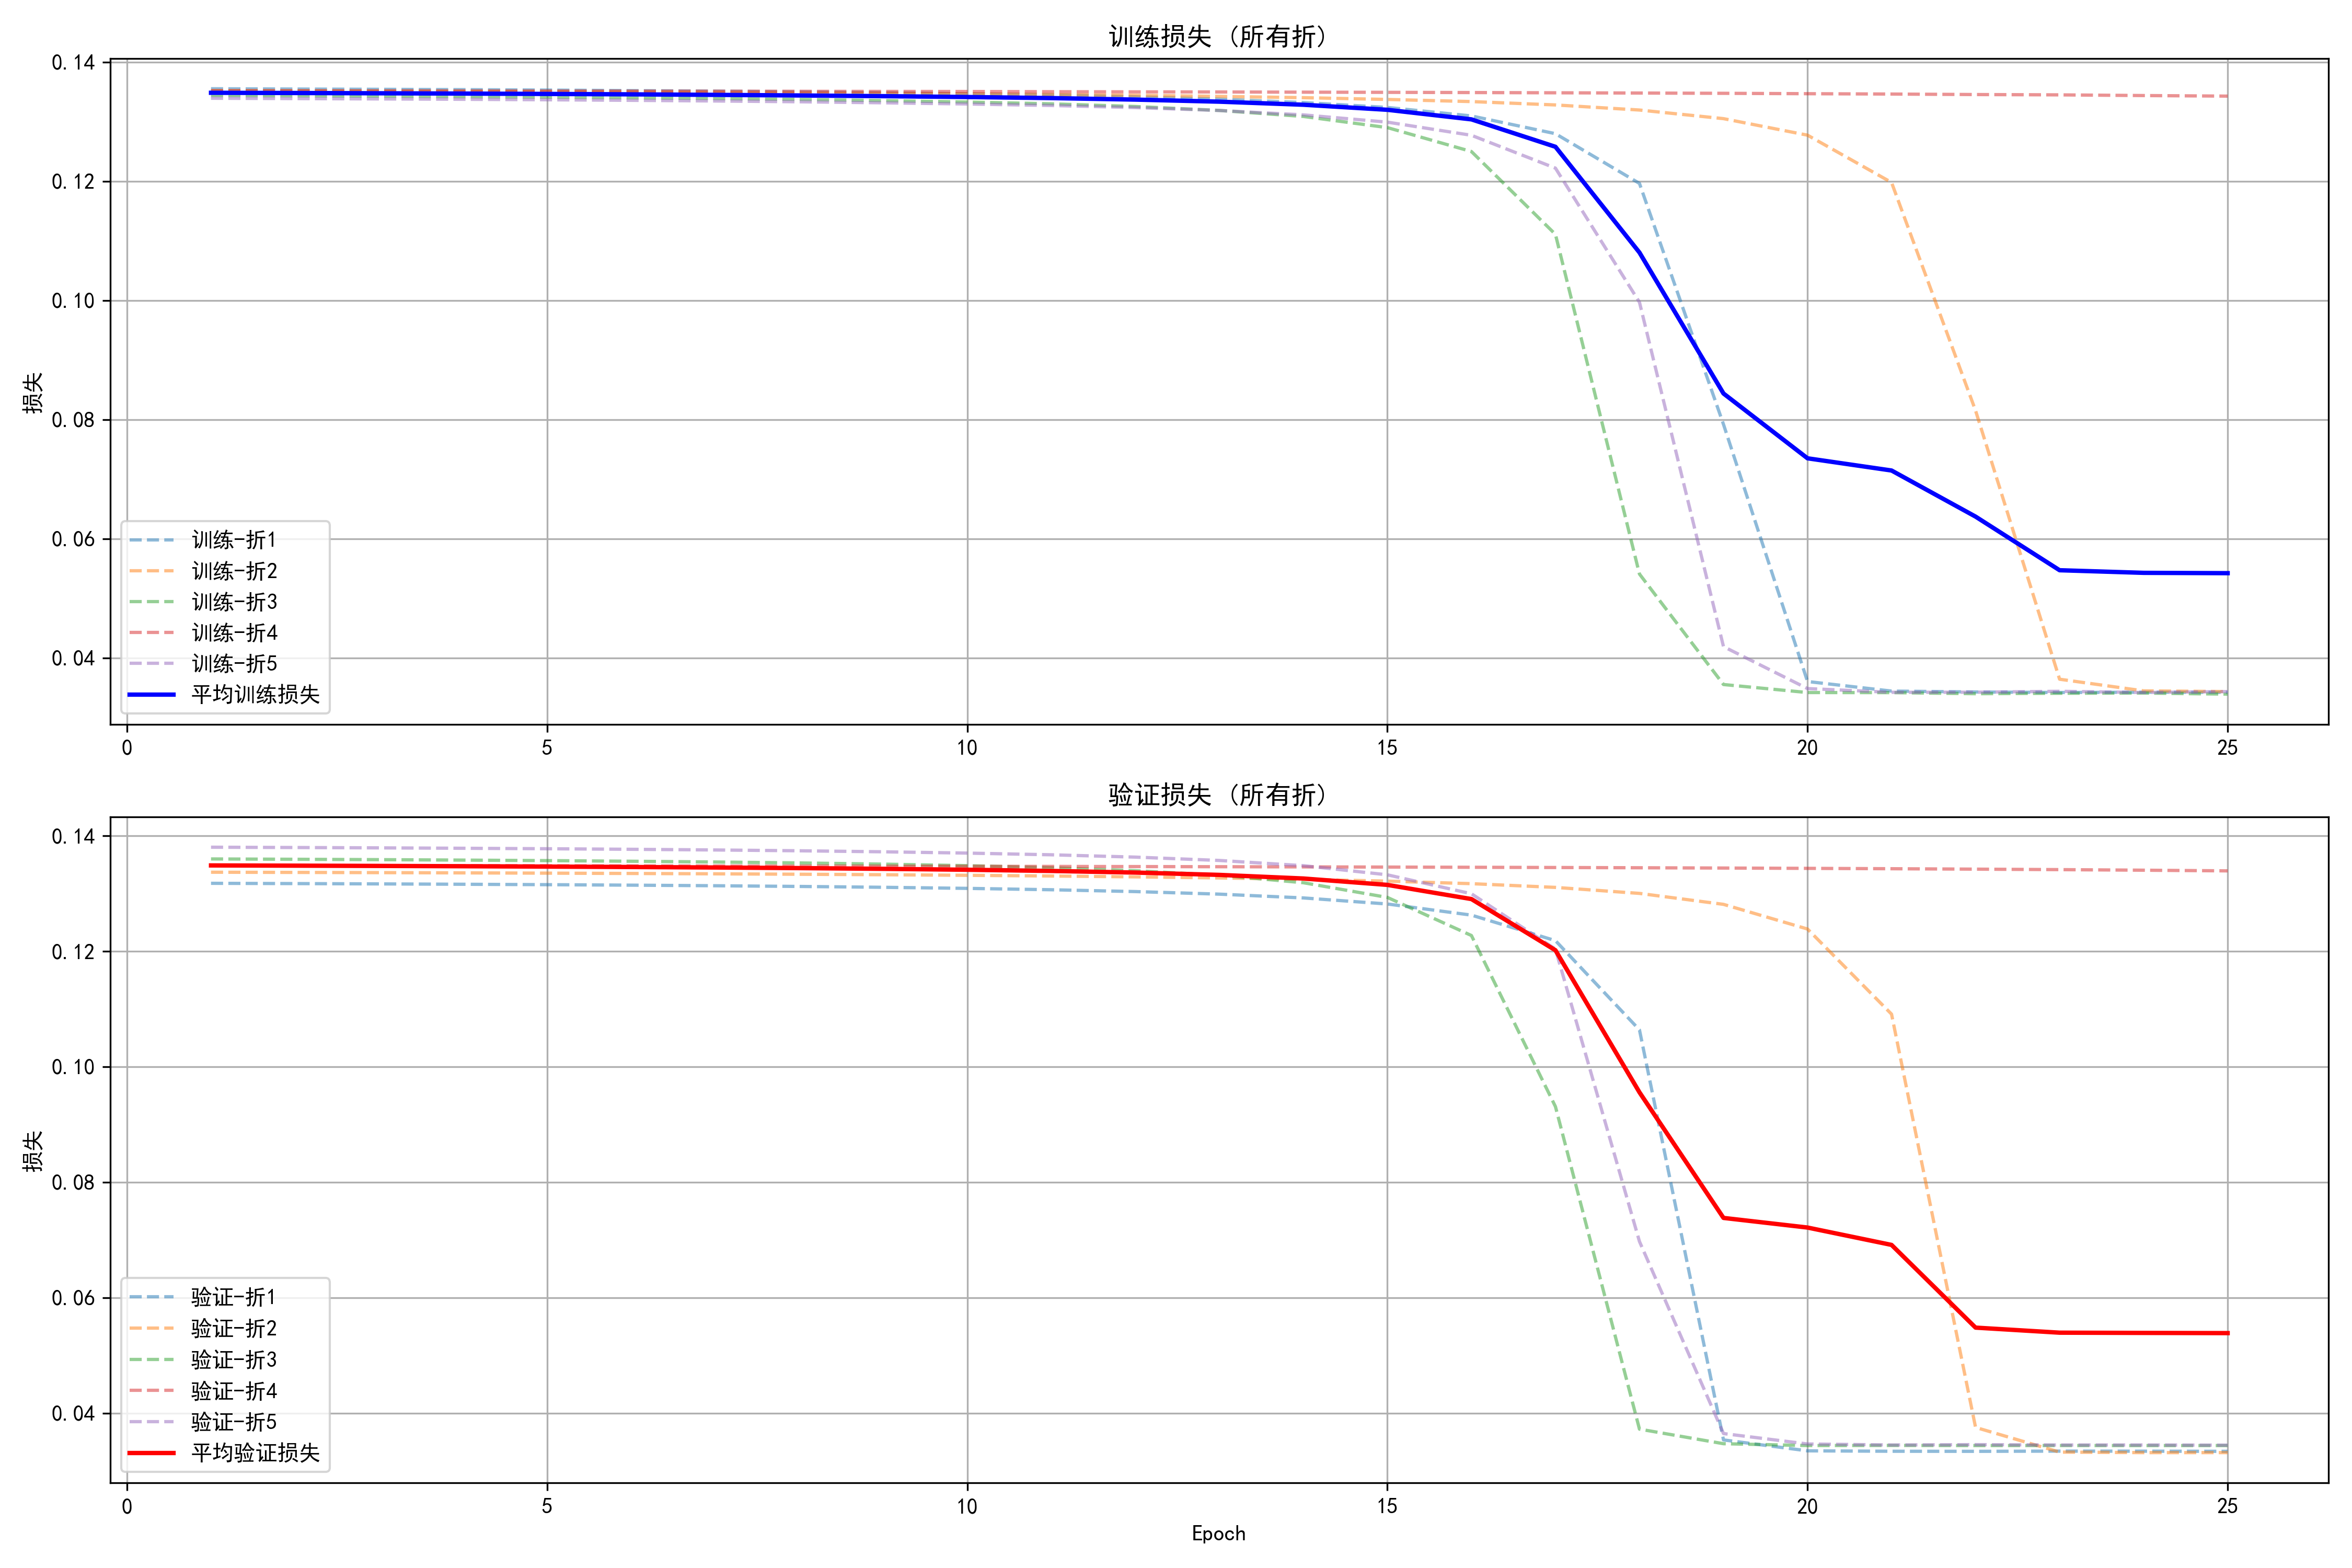 训练损失 (所有折)
0.14
0.12
0.10
0.08
0.06
0.04
损失
训练-折1
训练-折2
训练-折3
训练-折4
训练-折5
平均训练损失
0 5 10 15 20 25
验证损失 (所有折)
0.14
0.12
0.10
0.08
0.06
0.04
损失
验证-折1
验证-折2
验证-折3
验证-折4
验证-折5
平均验证损失
0 5 10 15 20 25
Epoch